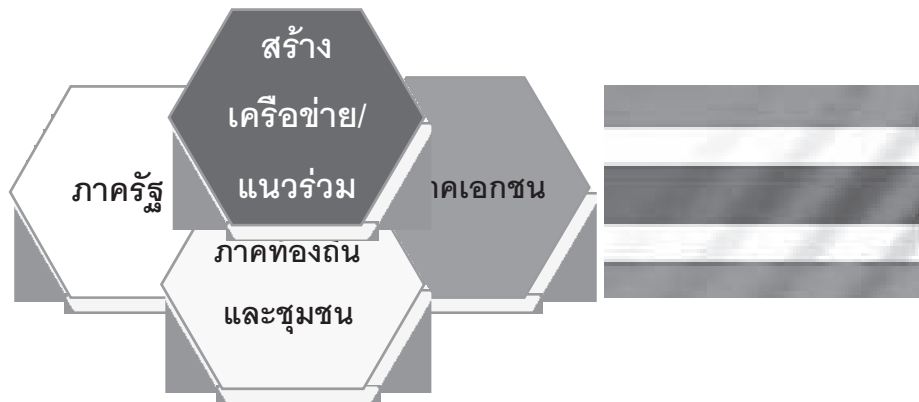 สร้าง
เครือข่าย/
แนวร่วม
ภาครัฐ
ภาคเอกชน
ภาคท้องถิ่น
และชุมชน